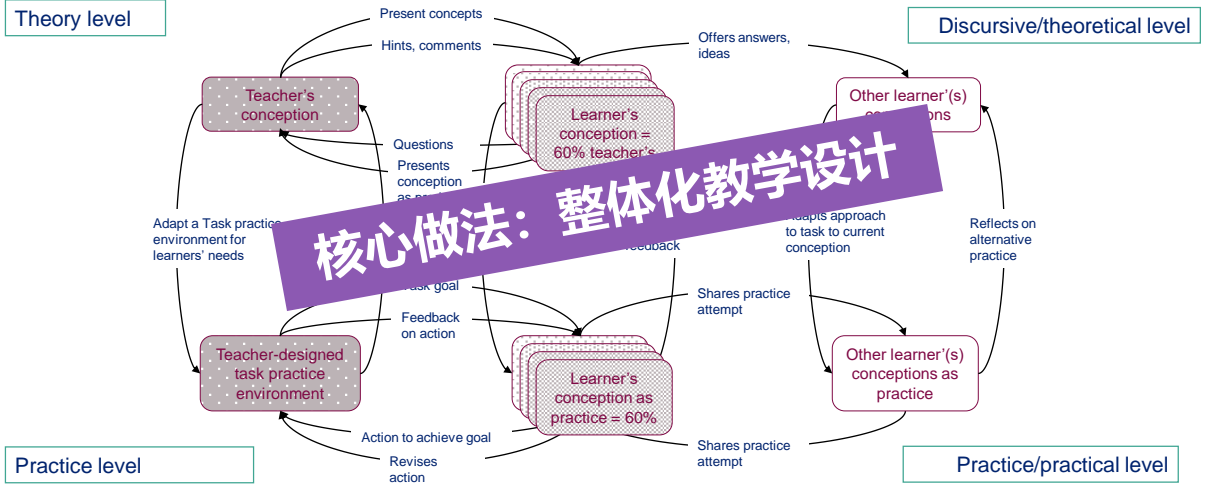 Theory level
Discursive/theoretical level
Present concepts
Hints, comments
Offers answers,
ideas
Teacher's
conception
Learner's
conception =
60% teacher's
Other learner'(s)
Questions
Presents
conception
核心做法：整体化教学设计
Adapt a Task practice
environment for
learners' needs
Adapts approach
to task to current
conception
Reflects on
alternative
practice
feedback
Task goal
Feedback
on action
Shares practice
attempt
Teacher-designed
task practice
environment
Learner's
conception as
practice = 60%
Other learner'(s)
conceptions as
practice
Action to achieve goal
Revises
action
Shares practice
attempt
Practice level
Practice/practical level